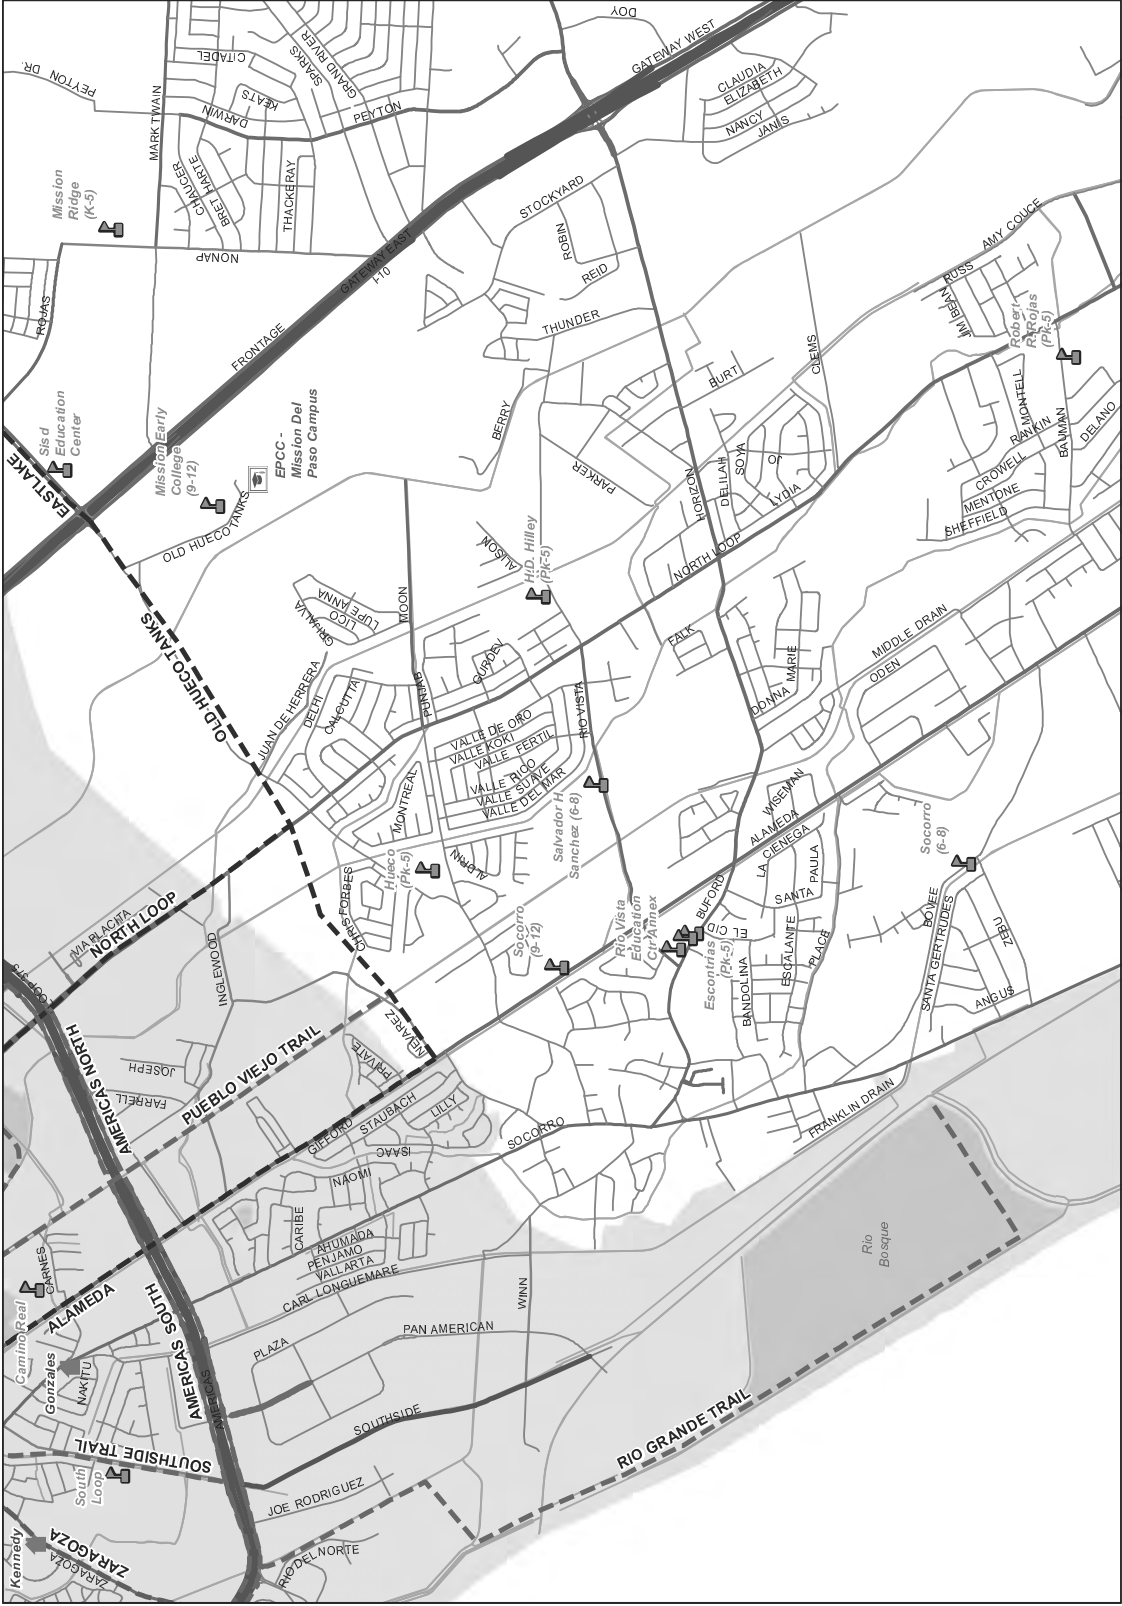 DOY
GATEWAY WEST
CITADEL
SPARKS
GRAND RIVER
PEYTON DR.
KEATS
DARWIN
PEYTON
MARK TWAIN
CLAUDIA
ELIZABETH
NANCY
JANIS
CHAUCER
BRET HARTE
THACKERAY
Mission
Ridge
(K-5)
STOCKYARD
ROBIN
REID
NONAP
GATEWAY EAST
I-10
AMY COUCE
RUSS
JIM BEAN
ROJAS
FRONTAGE
THUNDER
Robert
R. Rojas
(Pk-5)
CLEMS
BURT
MONTELL
Sisd
Education
Center
EASTLAKE
Mission Early
College
(9-12)
EPCC -
Mission Del
Paso Campus
BERRY
PARKER
RANKIN
BAUMAN
DELANO
CROWELL
MENTONE
SHEFFIELD
HORIZON
DELILAH
SOYA
JO
LYDIA
OLD HUECO TANKS
NORTH LOOP
ALISON
H.D. Hilley
(Pk-5)
MOON
LUPE ANNA
LICO
GRIJALVA
OLD HUECO TANKS
JUAN DE HERRERA
DELHI
CALCUTTA
PUNJAB
GURDEV
FALK
MARIE
DONNA
MIDDLE DRAIN
ODEN
VALLE DE ORO
VALLE KOKI
VALLE FERTIL
VALLE RICO
VALLE SUAVE
VALLE DEL MAR
RIO VISTA
MONTREAL
Salvador H
Sanchez (6-8)
WISEMAN
ALAMEDA
LA CIENEGA
PAULA
SANTA
Socorro
(6-8)
Hueco
(Pk-5)
ALDRIN
CHRIS FORBES
BUFORD
EL CID
Rio Vista
Education
Ctr Annex
Socorro
(9-12)
Escontrias
(Pk-5)
BANDOLINA
ESCALANTE
PLACE
BOVEE
SANTA GERTRUDES
ZEBU
ANGUS
VIA PLACITA
NORTH LOOP
INGLEWOOD
LOOP 375
AMERICAS NORTH
JOSEPH
FARRELL
PUEBLO VIEJO TRAIL
NEVAREZ
PRIVATE
LILLY
STAUBACH
GIFFORD
ISAAC
NAOMI
SOCORRO
FRANKLIN DRAIN
CARIBE
AHUMADA
PENJAMO
VALLARTA
CARL LONGUEMARE
WINN
Rio
Bosque
CARNES
Camino Real
ALAMEDA
Gonzales
NAKITU
AMERICAS SOUTH
AMERICAS
PLAZA
PAN AMERICAN
SOUTHSIDE
SOUTHSIDE TRAIL
RIO GRANDE TRAIL
South
Loop
JOE RODRIGUEZ
RIO DEL NORTE
Kennedy
ZARAGOZA
ZARAGOZA